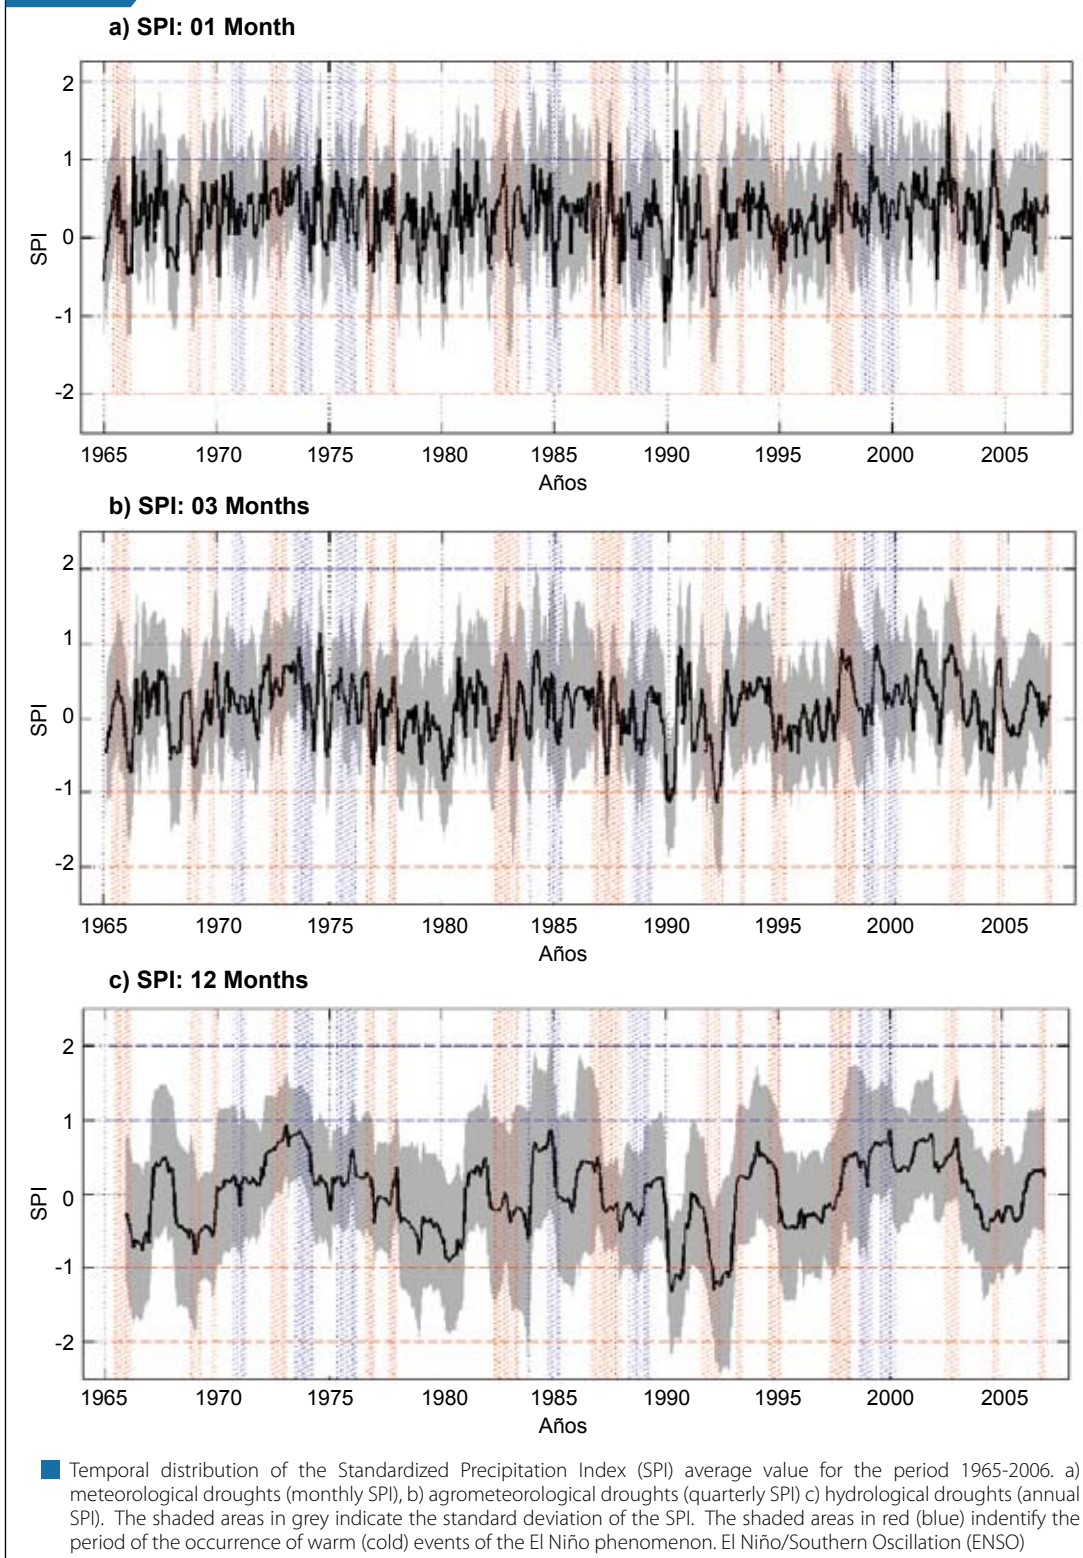 a) SPI: 01 Month
SPI
2
1
0
-1
-2
1965 1970 1975 1980 1985 1990 1995 2000 2005
Años
b) SPI: 03 Months
SPI
2
1
0
-1
-2
1965 1970 1975 1980 1985 1990 1995 2000 2005
Años
c) SPI: 12 Months
SPI
2
1
0
-1
-2
1965 1970 1975 1980 1985 1990 1995 2000 2005
Años
Temporal distribution of the Standardized Precipitation Index (SPI) average value for the period 1965-2006. a)
meteorological droughts (monthly SPI), b) agrometeorological droughts (quarterly SPI) c) hydrological droughts (annual
SPI). The shaded areas in grey indicate the standard deviation of the SPI. The shaded areas in red (blue) indentify the
period of the occurrence of warm (cold) events of the El Niño phenomenon. El Niño/Southern Oscillation (ENSO)